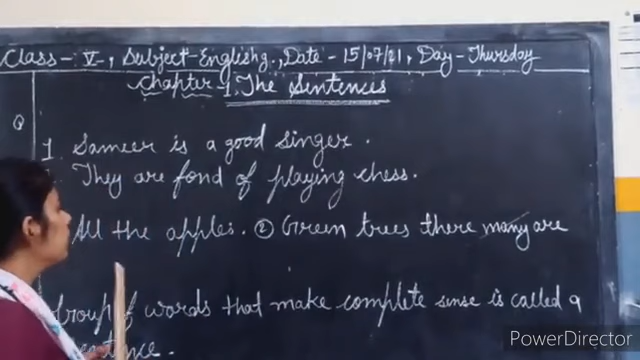 Class - V, Subject - English g., Date - 15/07/21, Day - Thursday
Chapter - 1. The Sentences
Q
1. Sameer is a good singer.
They are fond of playing chess.
All the apples. ② Green trees there many are
Group of words that make complete sense is called a
sentence.
PowerDirector